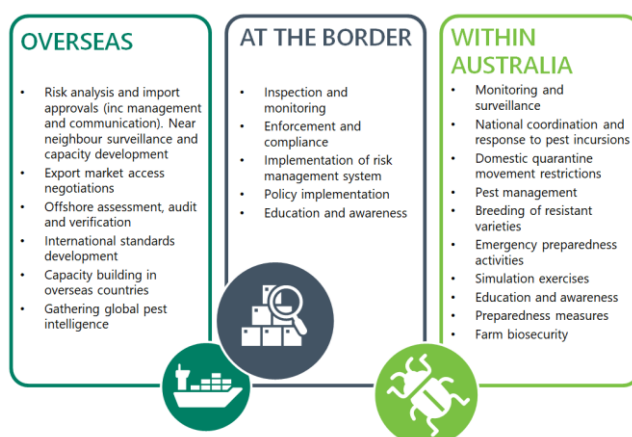 OVERSEAS
• Risk analysis and import
approvals (inc management
and communication). Near
neighbour surveillance and
capacity development
• Export market access
negotiations
• Offshore assessment, audit
and verification
• International standards
development
• Capacity building in
overseas countries
• Gathering global pest
intelligence
AT THE BORDER
• Inspection and
monitoring
• Enforcement and
compliance
• Implementation of risk
management system
• Policy implementation
• Education and awareness
WITHIN
AUSTRALIA
• Monitoring and
surveillance
• National coordination and
response to pest incursions
• Domestic quarantine
movement restrictions
• Pest management
• Breeding of resistant
varieties
• Emergency preparedness
activities
• Simulation exercises
• Education and awareness
• Preparedness measures
• Farm biosecurity